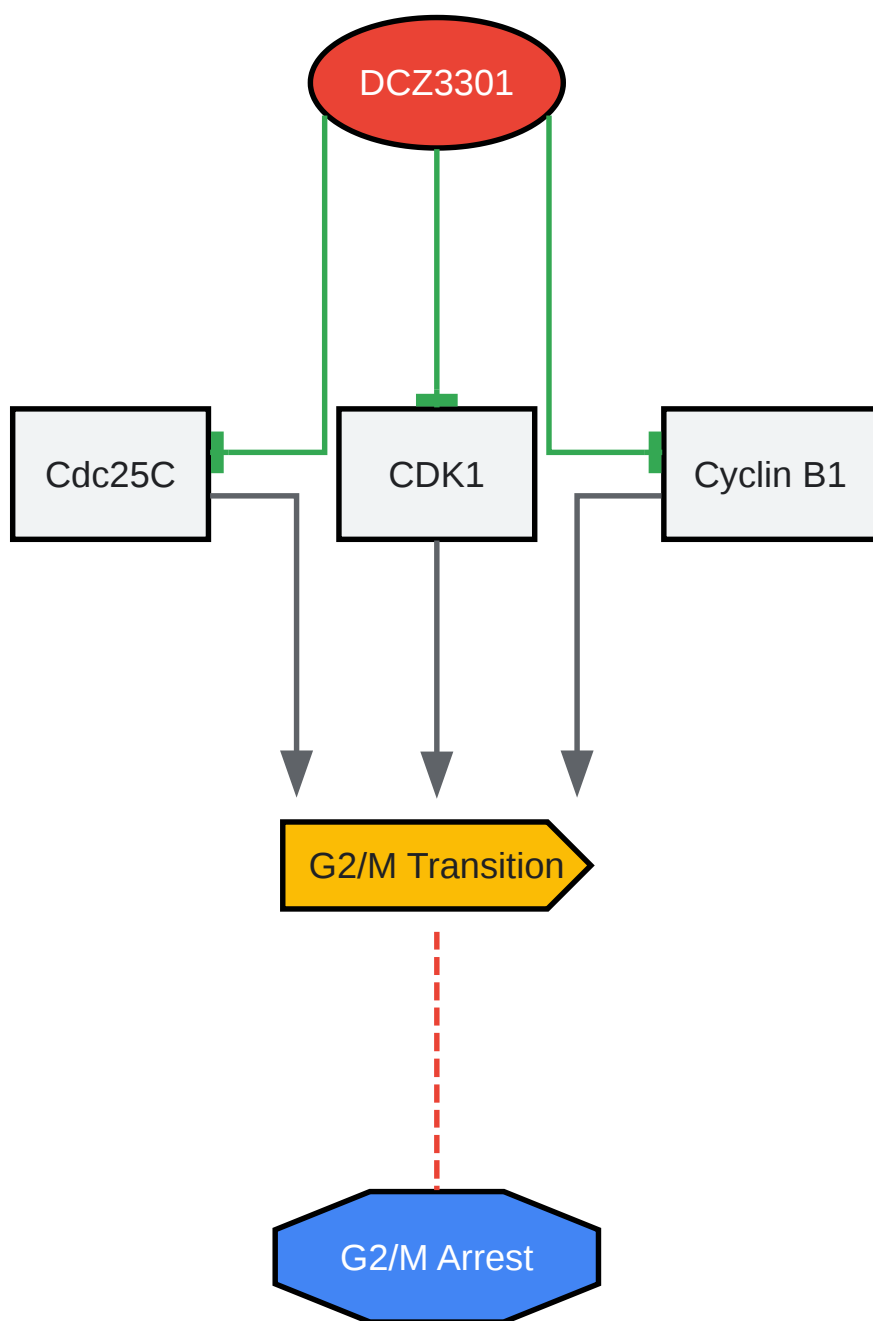 DCZ3301
Cdc25C
CDK1
Cyclin B1
G2/M Transition
G2/M Arrest